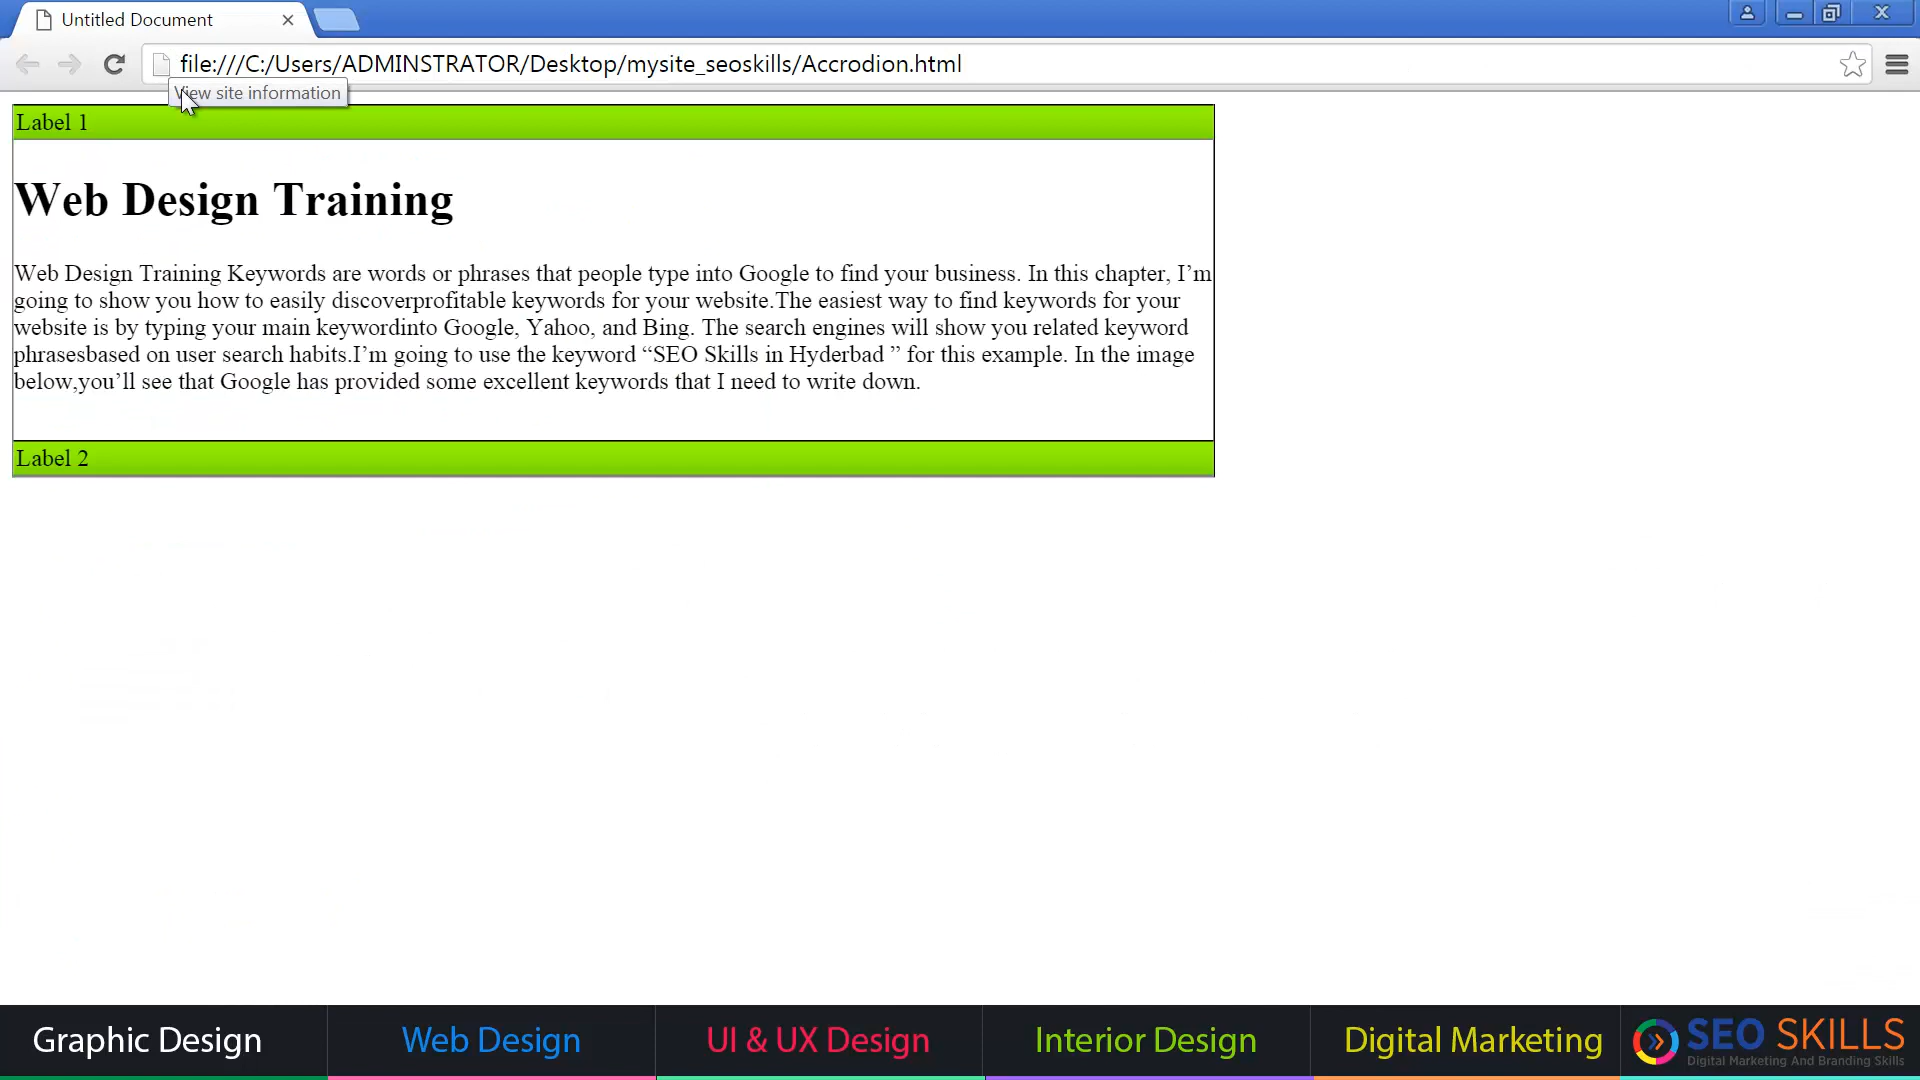 Untitled Document
file:///C:/Users/ADMINSTRATOR/Desktop/mysite_seoskills/Accrodion.html
View site information
Label 1
Web Design Training
Web Design Training Keywords are words or phrases that people type into Google to find your business. In this chapter, I’m
going to show you how to easily discoverprofitable keywords for your website.The easiest way to find keywords for your
website is by typing your main keywordinto Google, Yahoo, and Bing. The search engines will show you related keyword
phrasesbased on user search habits.I’m going to use the keyword “SEO Skills in Hyderbad ” for this example. In the image
below,you’ll see that Google has provided some excellent keywords that I need to write down.
Label 2
Graphic Design
Web Design
UI & UX Design
Interior Design
Digital Marketing
SEO SKILLS
Digital Marketing And Branding Skills